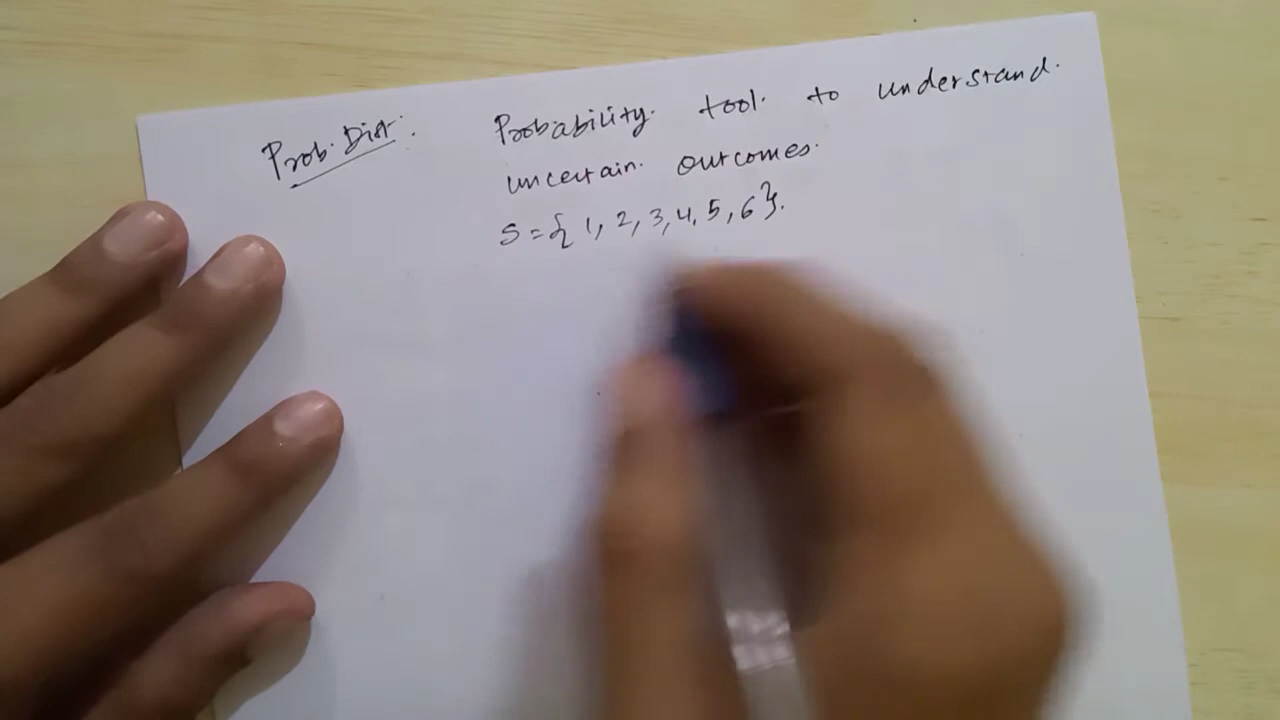 Prob. Dist:
Probability. tool. to understand.
uncertain. outcomes.
S = { 1, 2, 3, 4, 5, 6 }.